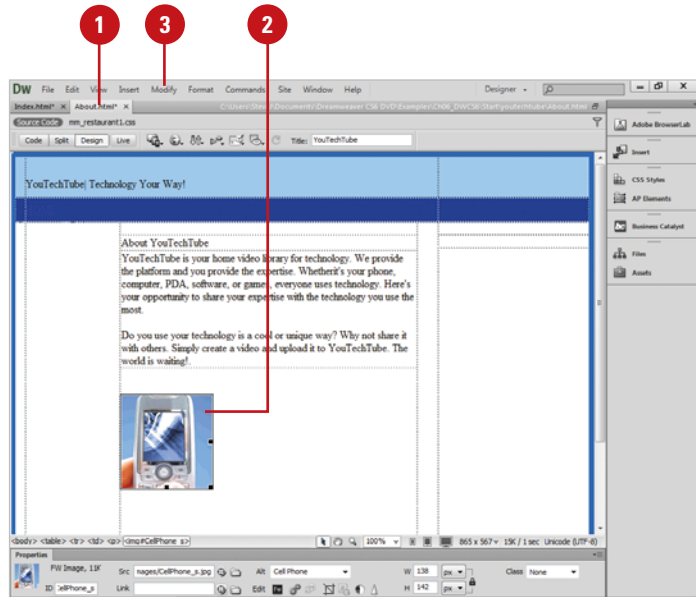 1 3 2
DW File Edit View Insert Modify Format Commands Site Window Help Designer
Index.html* × About.html* ×
Source Code mm_restaurant1.css
Code Split Design Live Title: YouTechTube
YouTechTube| Technology Your Way!
About YouTechTube
YouTechTube is your home video library for technology. We provide
the platform and you provide the expertise. Whetherit's your phone,
computer, PDA, software, or games, everyone uses technology. Here's
your opportunity to share your expertise with the technology you use the
most.
Do you use your technology is a cool or unique way? Why not share it
with others. Simply create a video and upload it to YouTechTube. The
world is waiting!.
Adobe BrowserLab
Insert
CSS Styles
AP Elements
Business Catalyst
Files
Assets
<body> <table> <tr> <td> <p> <img#CellPhone_s> 100% 865 x 567 15K / 1 sec Unicode (UTF-8)
Properties
FW Image, 11K Src nages/CellPhone_s.jpg Alt Cell Phone W 138 px Class None
ID CellPhone_s Link Edit H 142 px